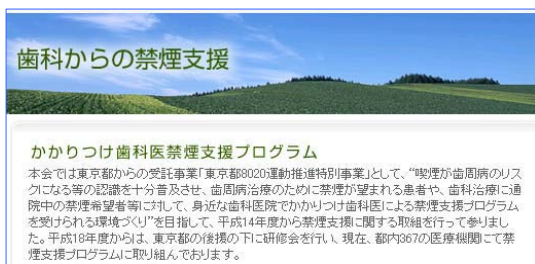 歯科からの禁煙支援
かかりつけ歯科医禁煙支援プログラム
本会では東京都からの受託事業｢東京都8020運動推進特別事業｣として、“喫煙が歯周病のリス
クになる等の認識を十分普及させ、歯周病治療のために禁煙が望まれる患者や、歯科治療に通
院中の禁煙希望者等に対して、身近な歯科医院でかかりつけ歯科医による禁煙支援プログラム
を受けられる環境づくり”を目指して、平成14年度から禁煙支援に関する取組を行って参りまし
た。平成18年度からは、東京都の後援の下に研修会を行い、現在、都内367の医療機関にて禁
煙支援プログラムに取り組んでおります。